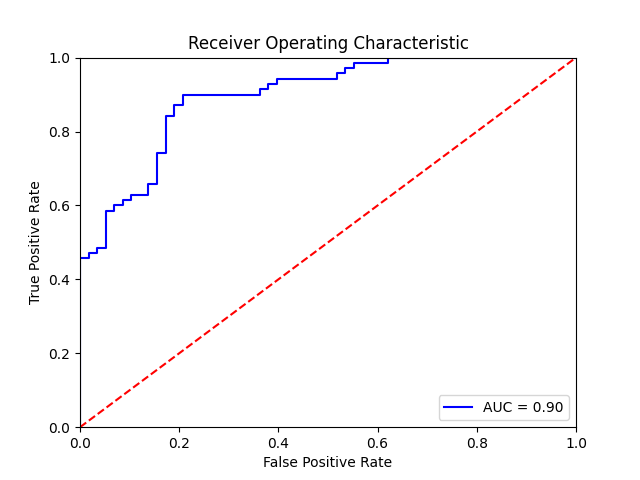 Receiver Operating Characteristic
1.0
0.8
0.6
0.4
0.2
0.0
True Positive Rate
AUC = 0.90
0.0 0.2 0.4 0.6 0.8 1.0
False Positive Rate